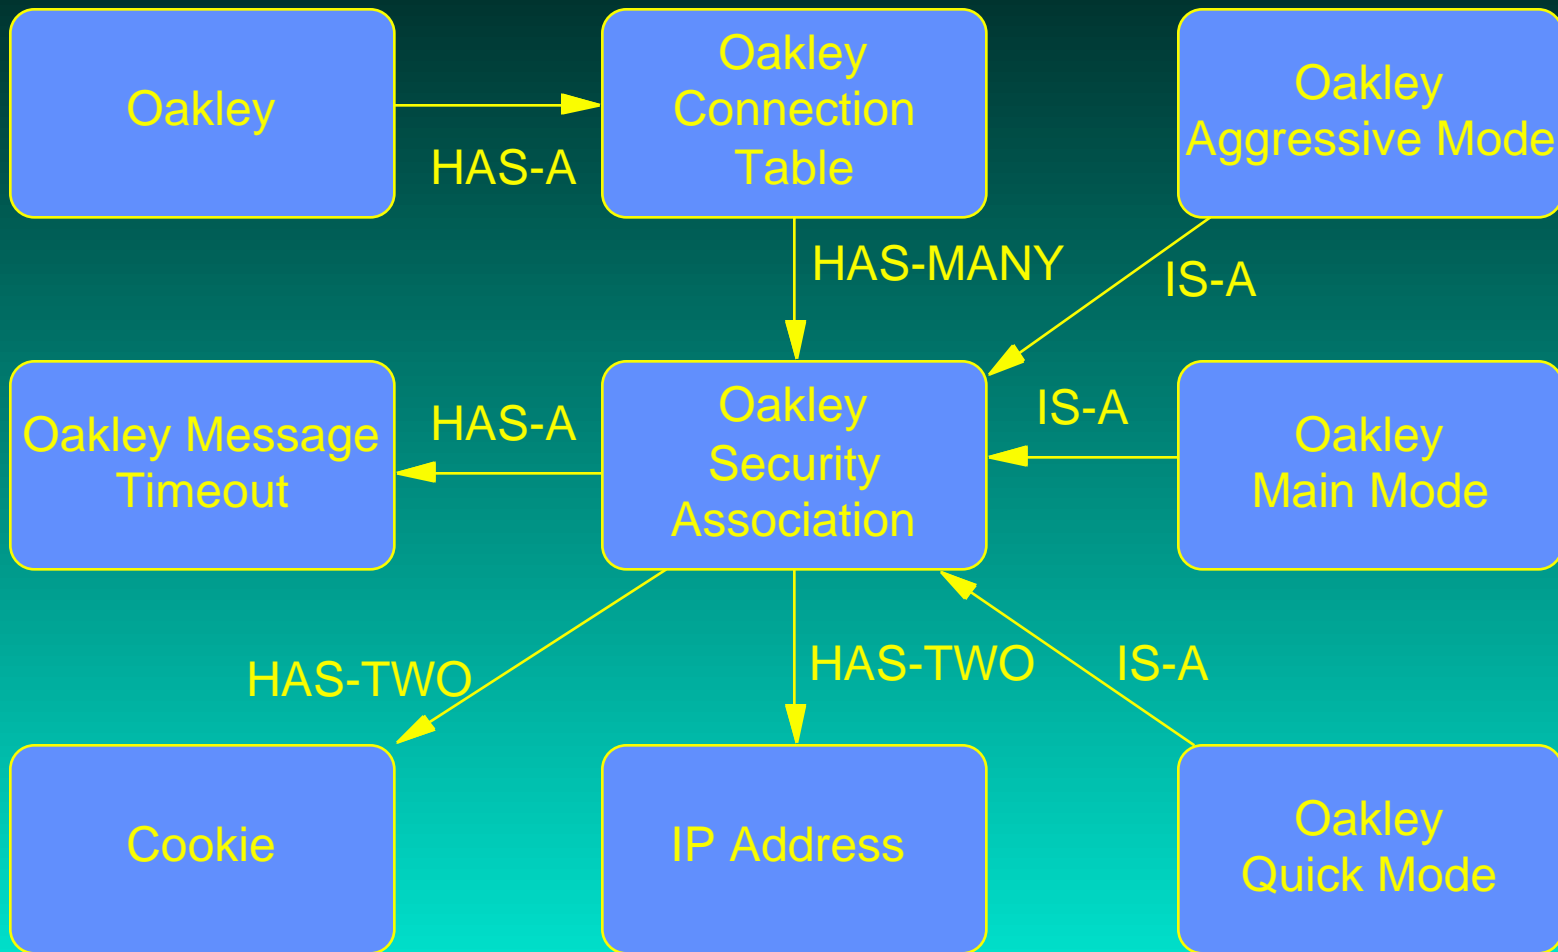 Oakley
HAS-A
Oakley
Connection
Table
Oakley
Aggressive Mode
HAS-MANY
IS-A
Oakley Message
Timeout
HAS-A
Oakley
Security
Association
IS-A
Oakley
Main Mode
HAS-TWO
HAS-TWO
IS-A
Cookie
IP Address
Oakley
Quick Mode